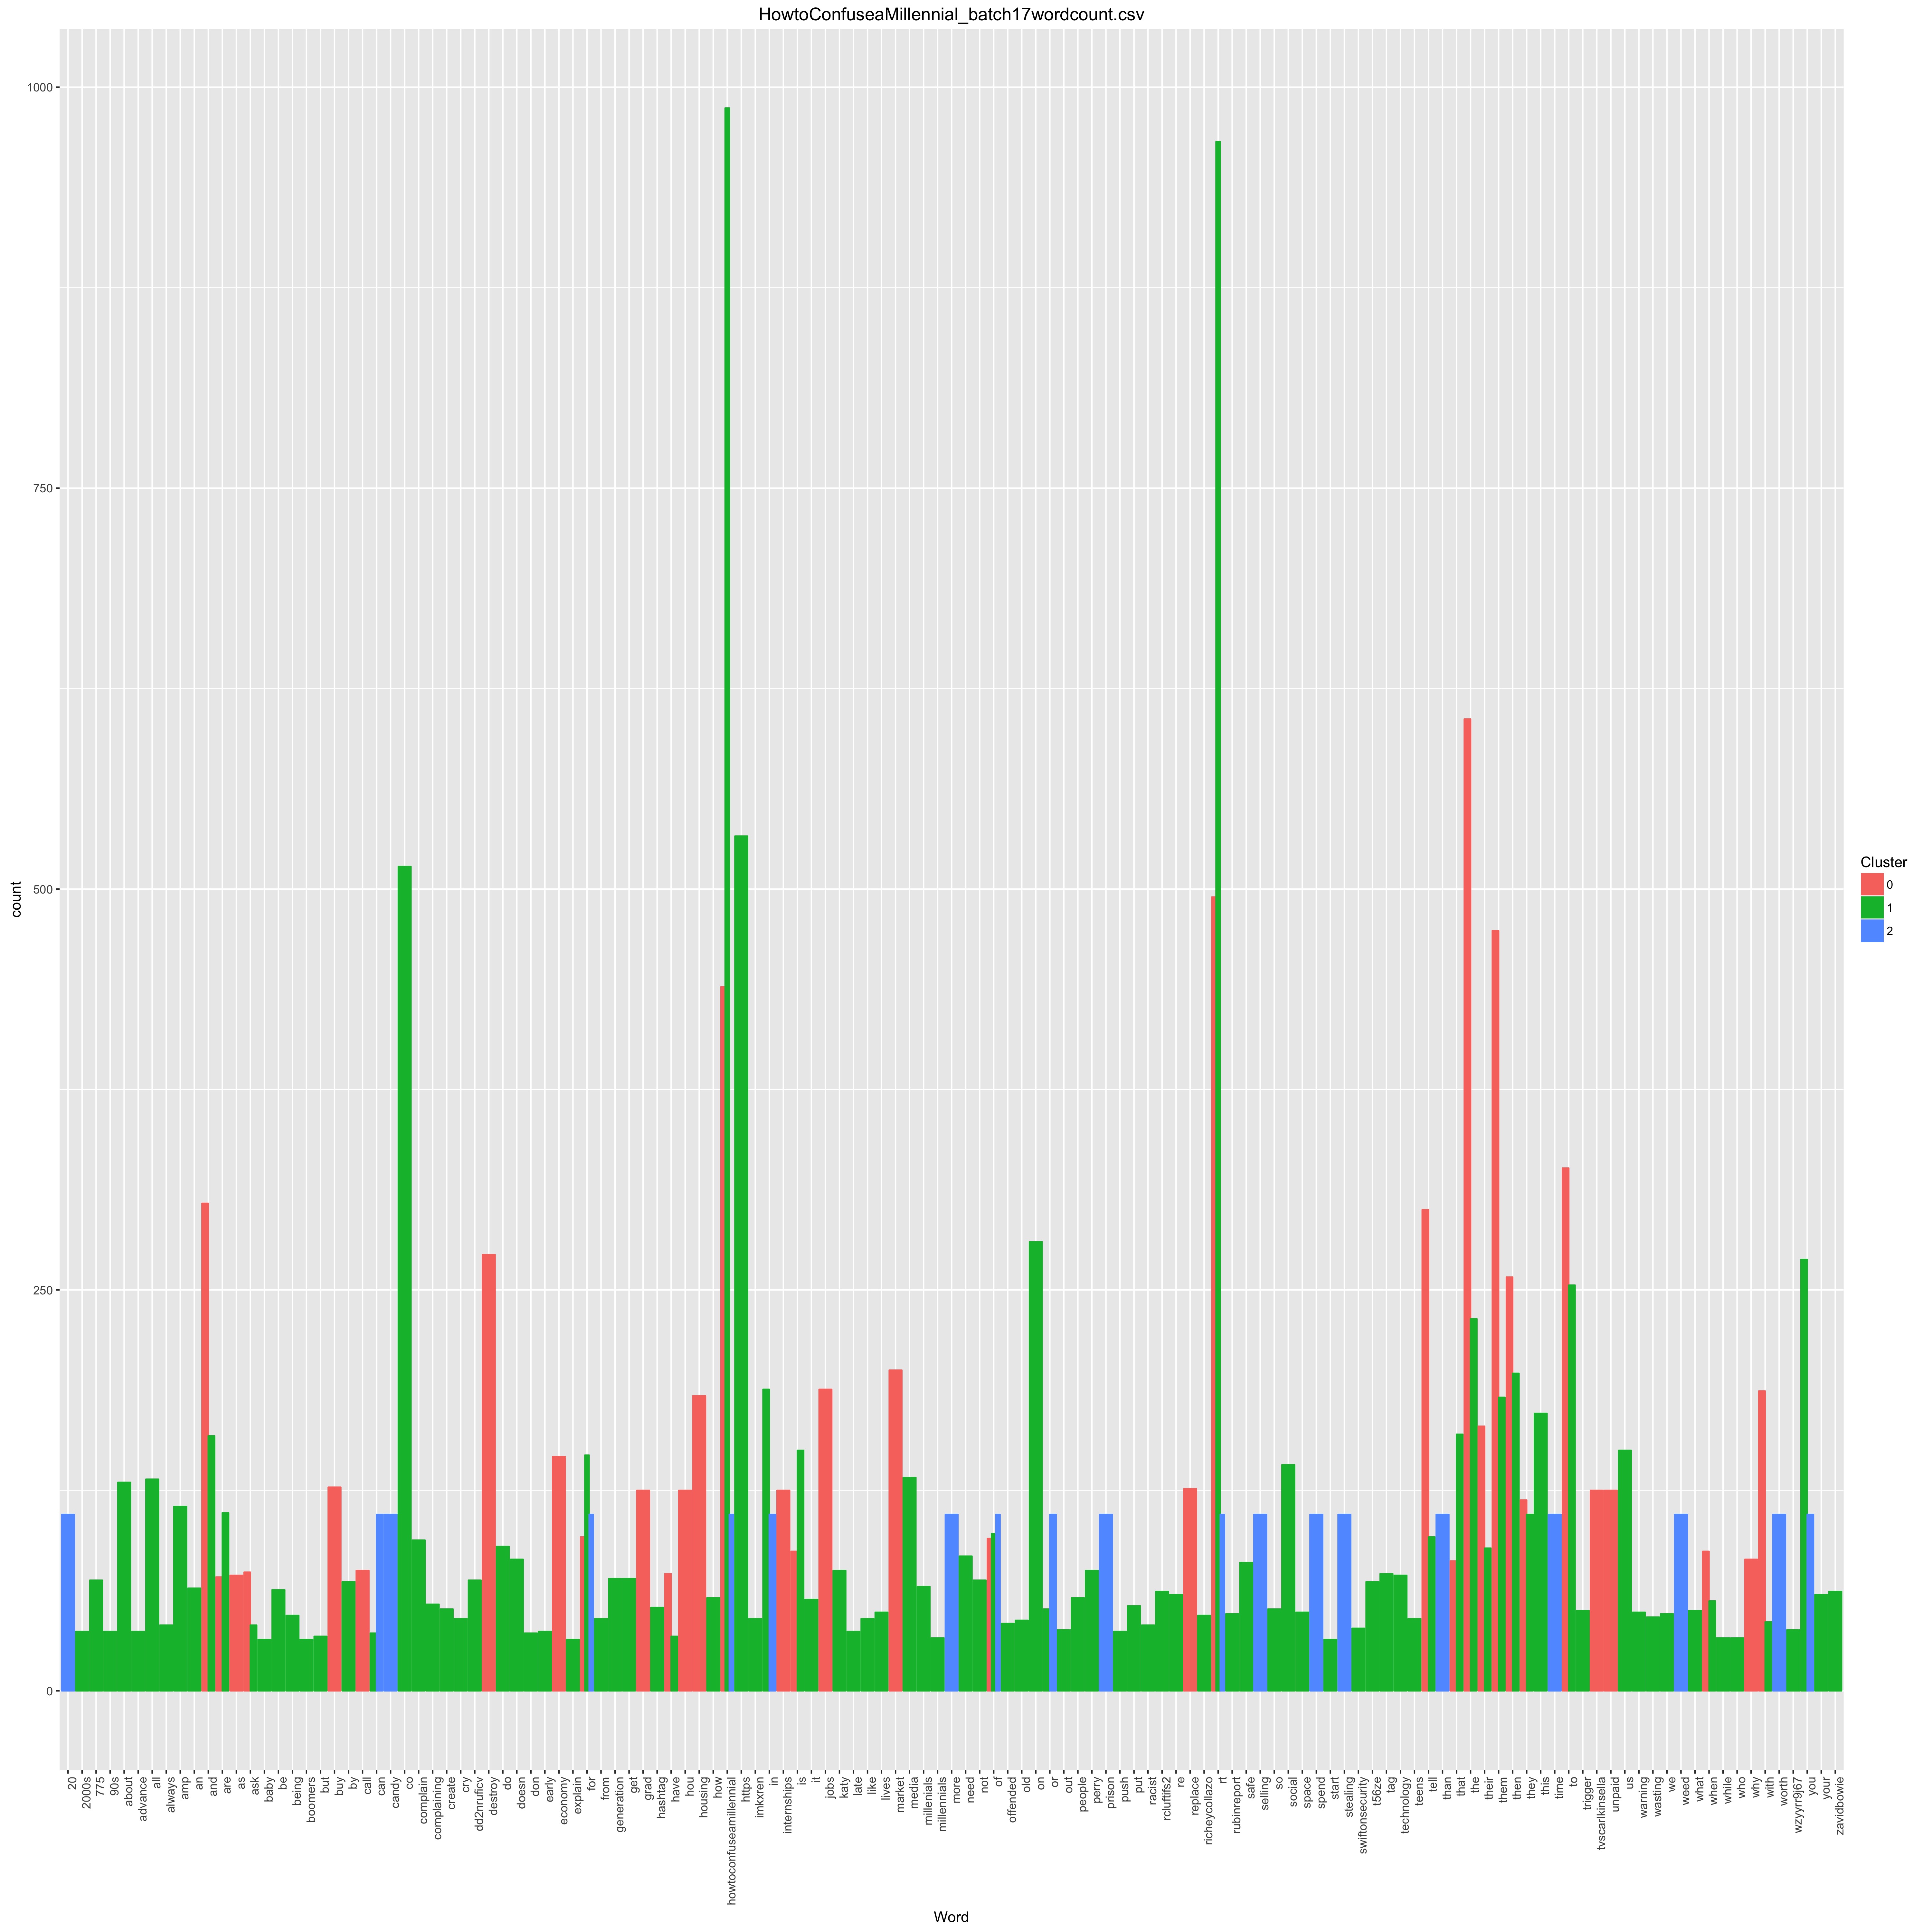 HowtoConfuseaMillennial_batch17wordcount.csv
1000
750
500
250
0
count
Cluster
0
1
2
20
2000s
775
90s
about
advance
all
always
amp
an
and
are
as
ask
baby
be
being
boomers
but
buy
by
call
can
candy
co
complain
complaining
create
cry
dd2nruficv
destroy
do
doesn
don
early
economy
explain
for
from
generation
get
grad
hashtag
have
hou
housing
how
howtoconfuseamillennial
https
imkxren
in
internships
is
it
jobs
katy
late
like
lives
market
media
millenials
millennials
more
need
not
of
offended
old
on
or
out
people
perry
prison
push
put
racist
rcluftifs2
re
replace
richeycollazo
rt
rubinreport
safe
selling
so
social
space
spend
start
stealing
swiftonsecurity
t56ze
tag
technology
teens
tell
than
that
the
their
them
then
they
this
time
to
trigger
tvscarlkinsella
unpaid
us
warning
wasting
we
weed
what
when
while
who
why
with
worth
wzyyrr9j67
you
your
zavidbowie
Word